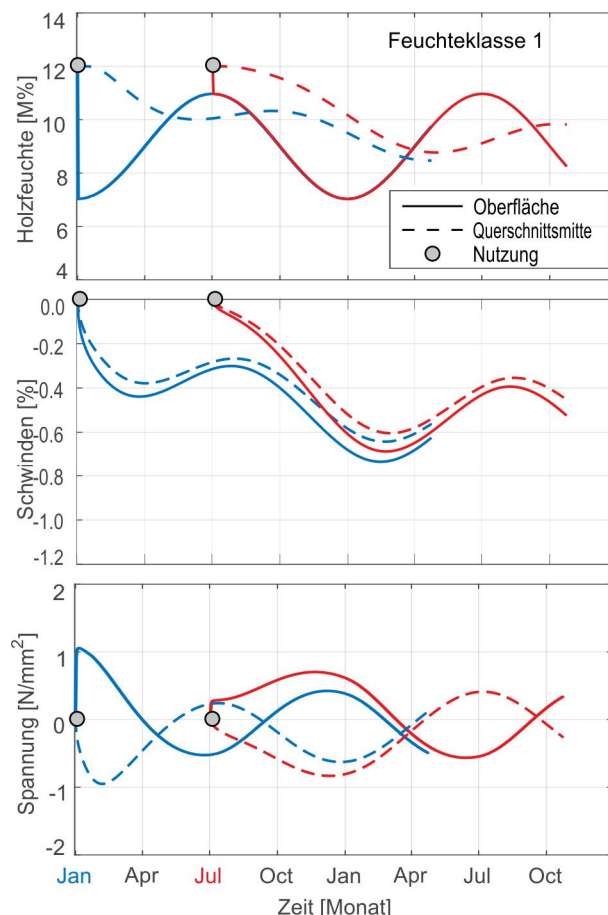 14
12
10
8
6
4
Holzfeuchte [M%]
Feuchteklasse 1
Oberfläche
Querschnittsmitte
Nutzung
0.0
-0.2
-0.4
-0.6
-0.8
-1.0
-1.2
Schwinden [%]
2
1
0
-1
-2
Spannung [N/mm²]
Jan Apr Jul Oct Jan Apr Jul Oct
Zeit [Monat]